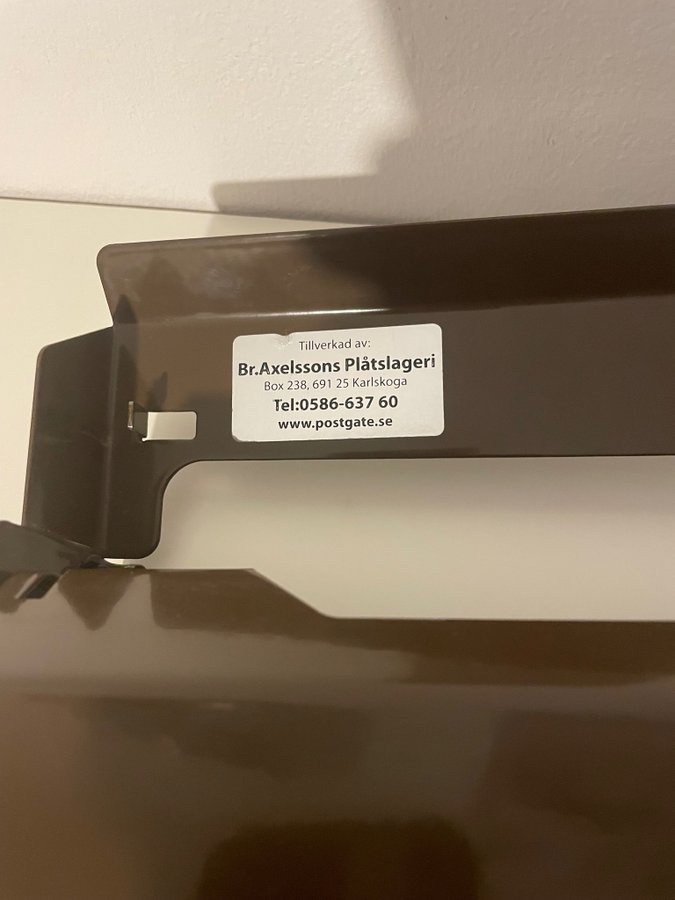 Tillverkad av:
Br.Axelssons Plåtslageri
Box 238, 691 25 Karlskoga
Tel:0586-637 60
www.postgate.se